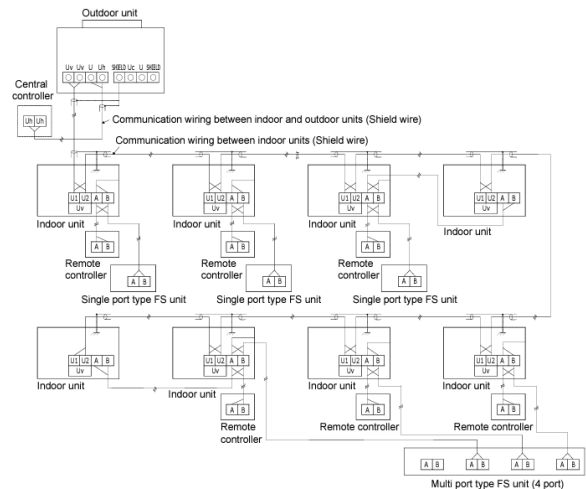 Outdoor unit
Uv Uv U Uh SHIELD Uc U SHIELD
Central
controller
Uh Uh
Communication wiring between indoor and outdoor units (Shield wire)
Communication wiring between indoor units (Shield wire)
U1 U2 A B
Uv
Indoor unit
A B
Remote
controller
A B
Single port type FS unit
U1 U2 A B
Uv
Indoor unit
A B
Remote
controller
A B
Single port type FS unit
U1 U2 A B
Uv
Indoor unit
A B
Remote
controller
A B
Single port type FS unit
U1 U2 A B
Uv
Indoor unit
U1 U2 A B
Uv
Indoor unit
U1 U2 A B
Uv
Indoor unit
A B
Remote
controller
U1 U2 A B
Uv
Indoor unit
A B
Remote
controller
U1 U2 A B
Uv
Indoor unit
A B
Remote
controller
A B A B A B A B
Multi port type FS unit (4 port)